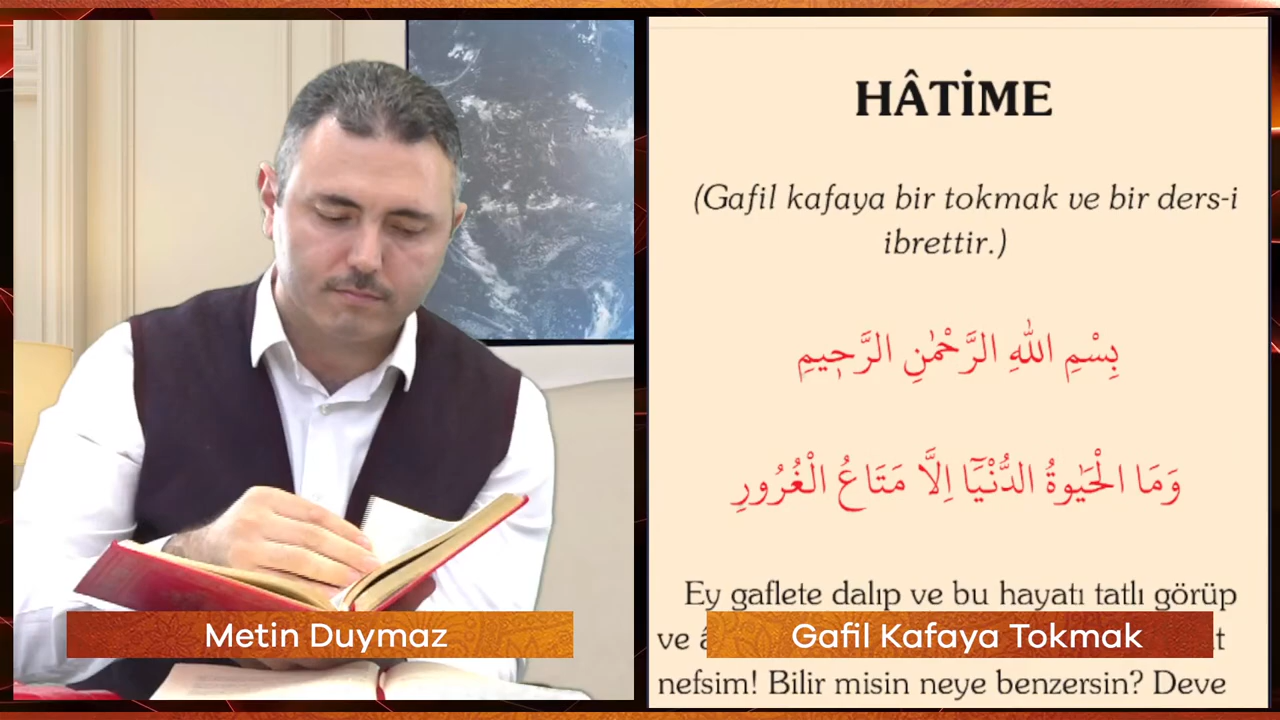 HÂTİME
(Gafil kafaya bir tokmak ve bir ders-i
ibrettir.)
بِسْمِ اللّٰهِ الرَّحْمٰنِ الرَّحٖيمِ
وَمَا الْحَيٰوةُ الدُّنْيَٓا اِلَّا مَتَاعُ الْغُرُورِ
Ey gaflete dalıp ve bu hayatı tatlı görüp
ve
nefsim! Bilir misin neye benzersin? Deve
Metin Duymaz
Gafil Kafaya Tokmak